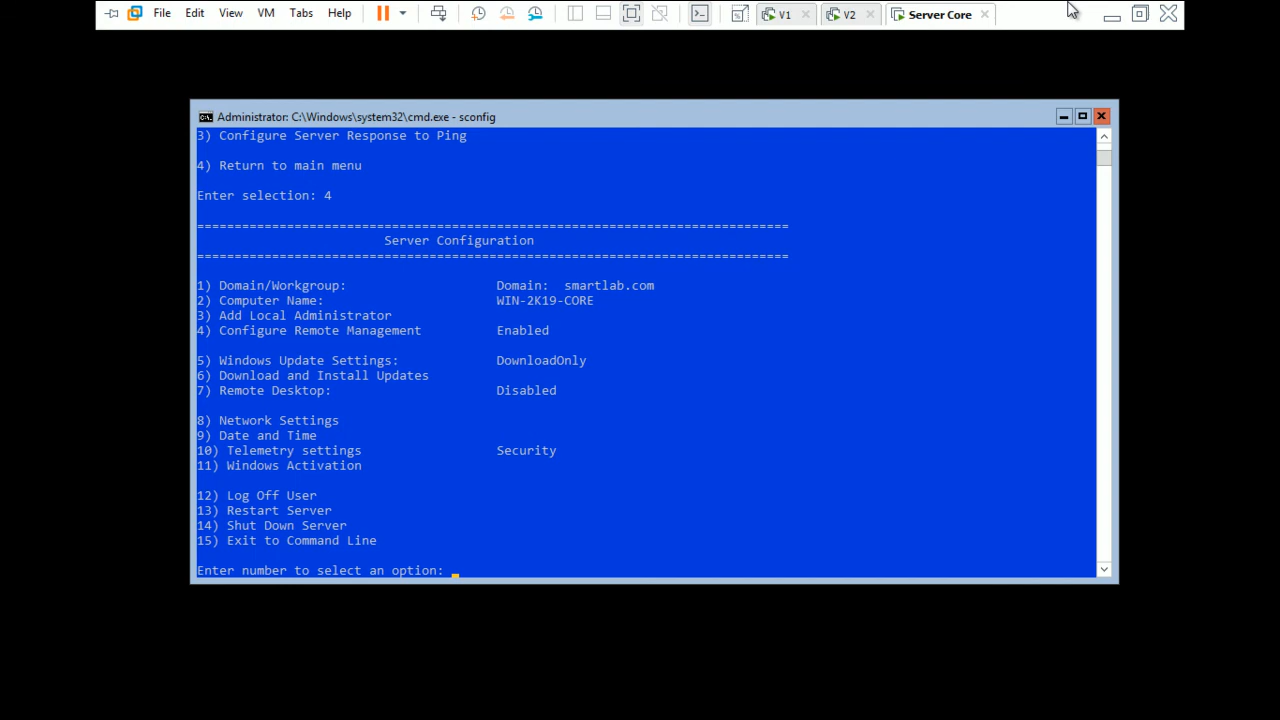 File Edit View VM Tabs Help V1 V2 Server Core
Administrator: C:\Windows\system32\cmd.exe - sconfig
3) Configure Server Response to Ping
4) Return to main menu
Enter selection: 4
===============================================================================
Server Configuration
===============================================================================
1) Domain/Workgroup: Domain: smartlab.com
2) Computer Name: WIN-2K19-CORE
3) Add Local Administrator
4) Configure Remote Management Enabled
5) Windows Update Settings: DownloadOnly
6) Download and Install Updates
7) Remote Desktop: Disabled
8) Network Settings
9) Date and Time
10) Telemetry settings Security
11) Windows Activation
12) Log Off User
13) Restart Server
14) Shut Down Server
15) Exit to Command Line
Enter number to select an option: